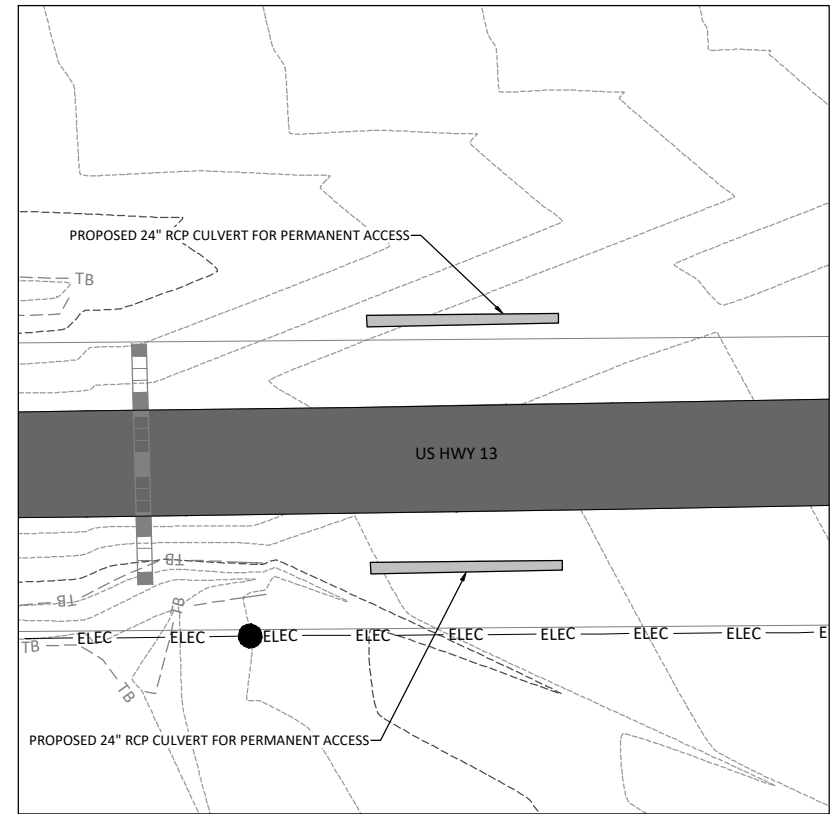 PROPOSED 24" RCP CULVERT FOR PERMANENT ACCESS
TB
US HWY 13
TB
TB
TB
ELEC ELEC ELEC ELEC ELEC ELEC ELEC ELEC E
TB
TB
PROPOSED 24" RCP CULVERT FOR PERMANENT ACCESS